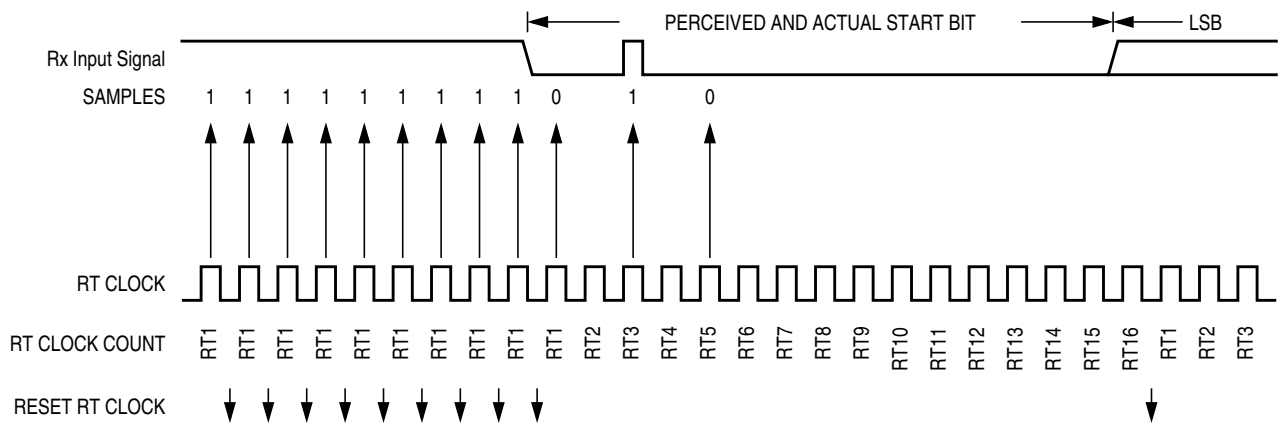 PERCEIVED AND ACTUAL START BIT LSB
Rx Input Signal
SAMPLES 1 1 1 1 1 1 1 1 1 0 1 0
RT CLOCK
RT CLOCK COUNT RT1 RT1 RT1 RT1 RT1 RT1 RT1 RT1 RT1 RT1 RT2 RT3 RT4 RT5 RT6 RT7 RT8 RT9 RT10 RT11 RT12 RT13 RT14 RT15 RT16 RT1 RT2 RT3
RESET RT CLOCK